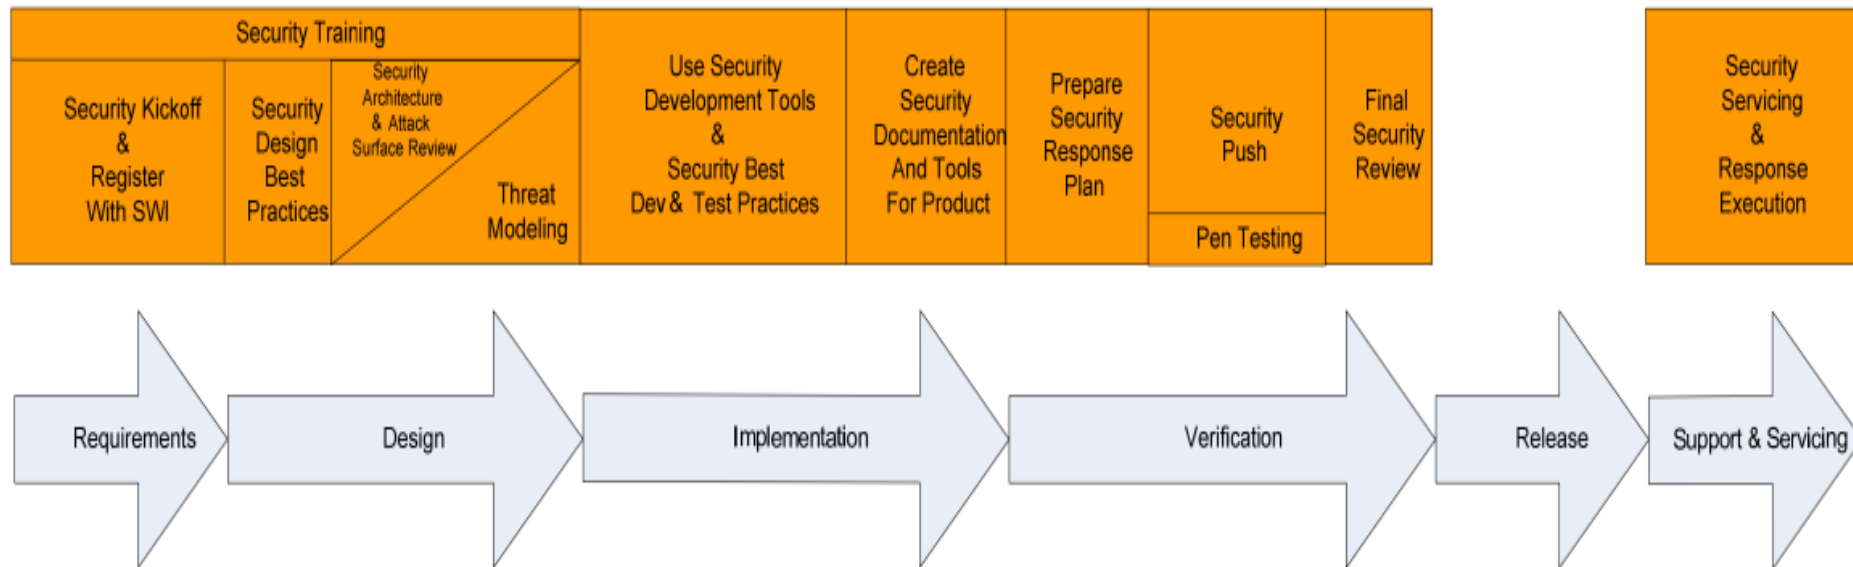 Security Training
Security Kickoff
&
Register
With SWI
Security
Design
Best
Practices
Security
Architecture
& Attack
Surface Review
Threat
Modeling
Use Security
Development Tools
&
Security Best
Dev & Test Practices
Create
Security
Documentation
And Tools
For Product
Prepare
Security
Response
Plan
Security
Push
Pen Testing
Final
Security
Review
Security
Servicing
&
Response
Execution
Requirements
Design
Implementation
Verification
Release
Support & Servicing